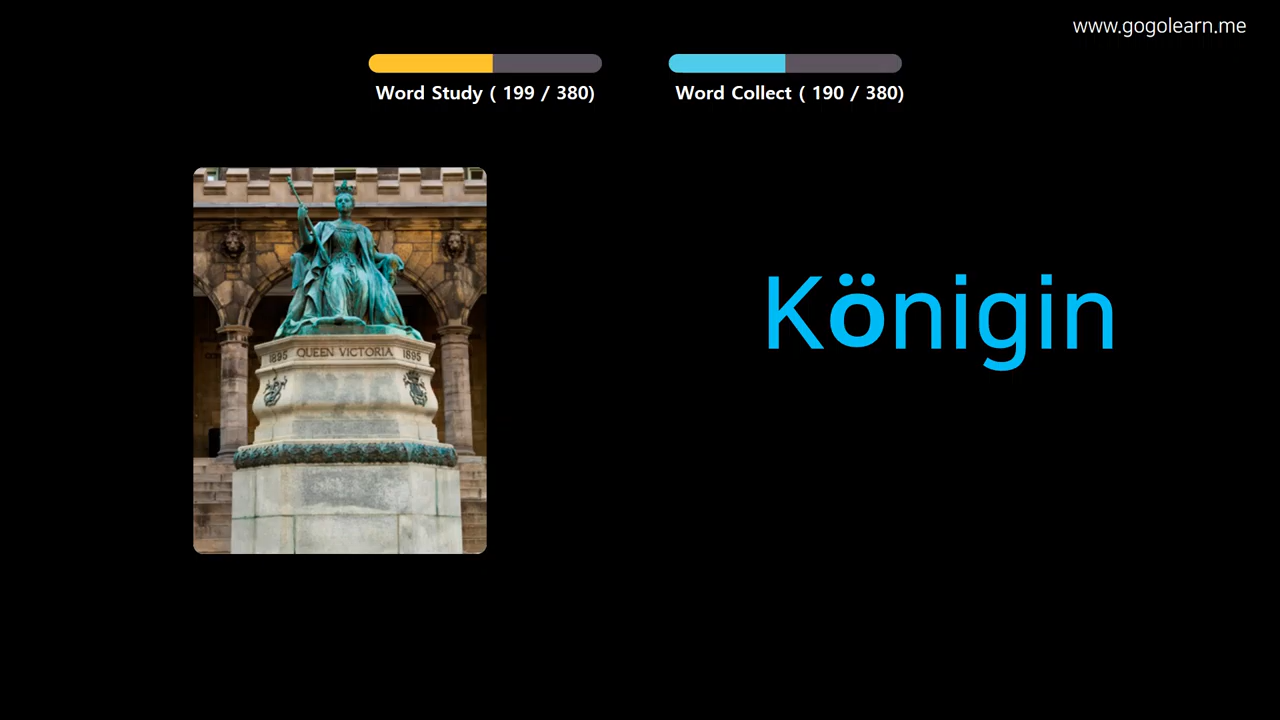 www.gogolearn.me
Word Study ( 199 / 380)
Word Collect ( 190 / 380)
Königin
1895 QUEEN VICTORIA 1895